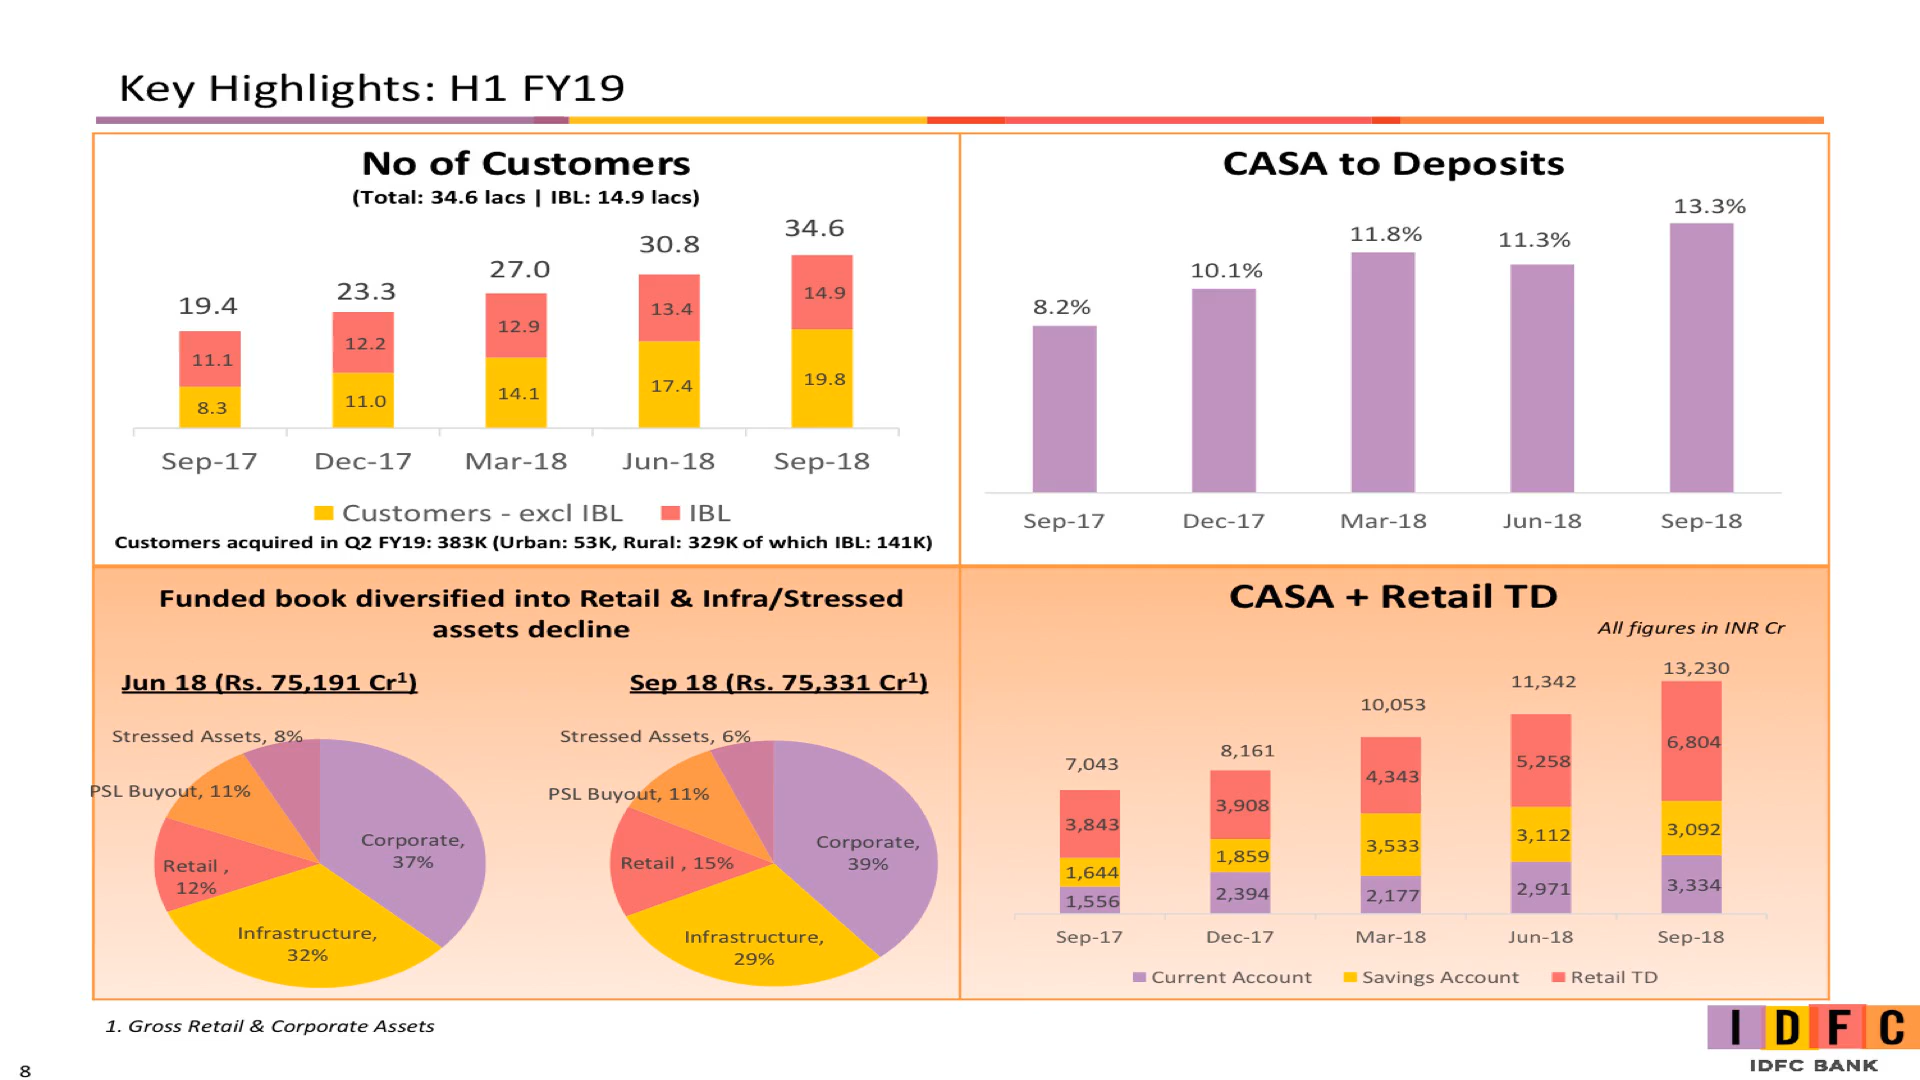 Key Highlights: H1 FY19
No of Customers
(Total: 34.6 lacs | IBL: 14.9 lacs)
19.4
23.3
27.0
30.8
34.6
11.1
12.2
12.9
13.4
14.9
8.3
11.0
14.1
17.4
19.8
Sep-17
Dec-17
Mar-18
Jun-18
Sep-18
Customers - excl IBL
IBL
Customers acquired in Q2 FY19: 383K (Urban: 53K, Rural: 329K of which IBL: 141K)
CASA to Deposits
8.2%
10.1%
11.8%
11.3%
13.3%
Sep-17
Dec-17
Mar-18
Jun-18
Sep-18
Funded book diversified into Retail & Infra/Stressed
assets decline
Jun 18 (Rs. 75,191 Cr¹)
Stressed Assets, 8%
PSL Buyout, 11%
Retail ,
12%
Corporate,
37%
Infrastructure,
32%
Sep 18 (Rs. 75,331 Cr¹)
Stressed Assets, 6%
PSL Buyout, 11%
Retail , 15%
Corporate,
39%
Infrastructure,
29%
CASA + Retail TD
All figures in INR Cr
7,043
8,161
10,053
11,342
13,230
3,843
3,908
4,343
5,258
6,804
1,644
1,859
3,533
3,112
3,092
1,556
2,394
2,177
2,971
3,334
Sep-17
Dec-17
Mar-18
Jun-18
Sep-18
Current Account
Savings Account
Retail TD
1. Gross Retail & Corporate Assets
IDFC
IDFC BANK
8